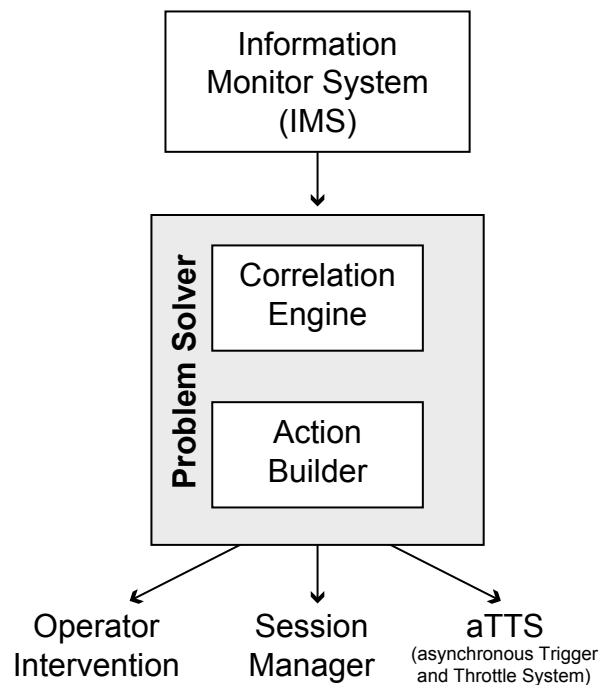 Information
Monitor System
(IMS)
Problem Solver
Correlation
Engine
Action
Builder
Operator
Intervention
Session
Manager
aTTS
(asynchronous Trigger
and Throttle System)